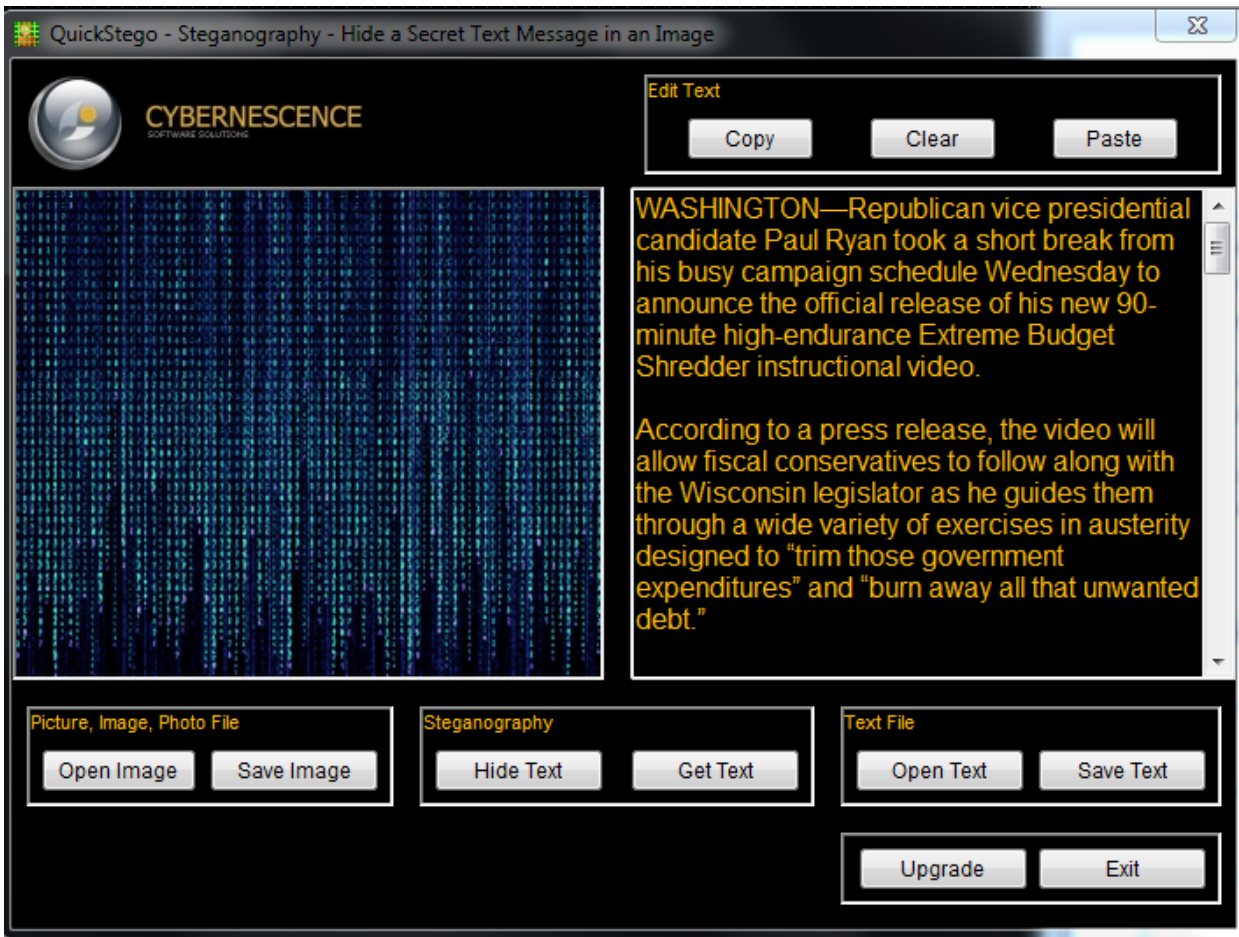 QuickStego - Steganography - Hide a Secret Text Message in an Image
CYBERNESCENCE
SOFTWARE SOLUTIONS
Edit Text
Copy Clear Paste
WASHINGTON—Republican vice presidential
candidate Paul Ryan took a short break from
his busy campaign schedule Wednesday to
announce the official release of his new 90-
minute high-endurance Extreme Budget
Shredder instructional video.
According to a press release, the video will
allow fiscal conservatives to follow along with
the Wisconsin legislator as he guides them
through a wide variety of exercises in austerity
designed to “trim those government
expenditures” and “burn away all that unwanted
debt.”
Picture, Image, Photo File
Open Image Save Image
Steganography
Hide Text Get Text
Text File
Open Text Save Text
Upgrade Exit